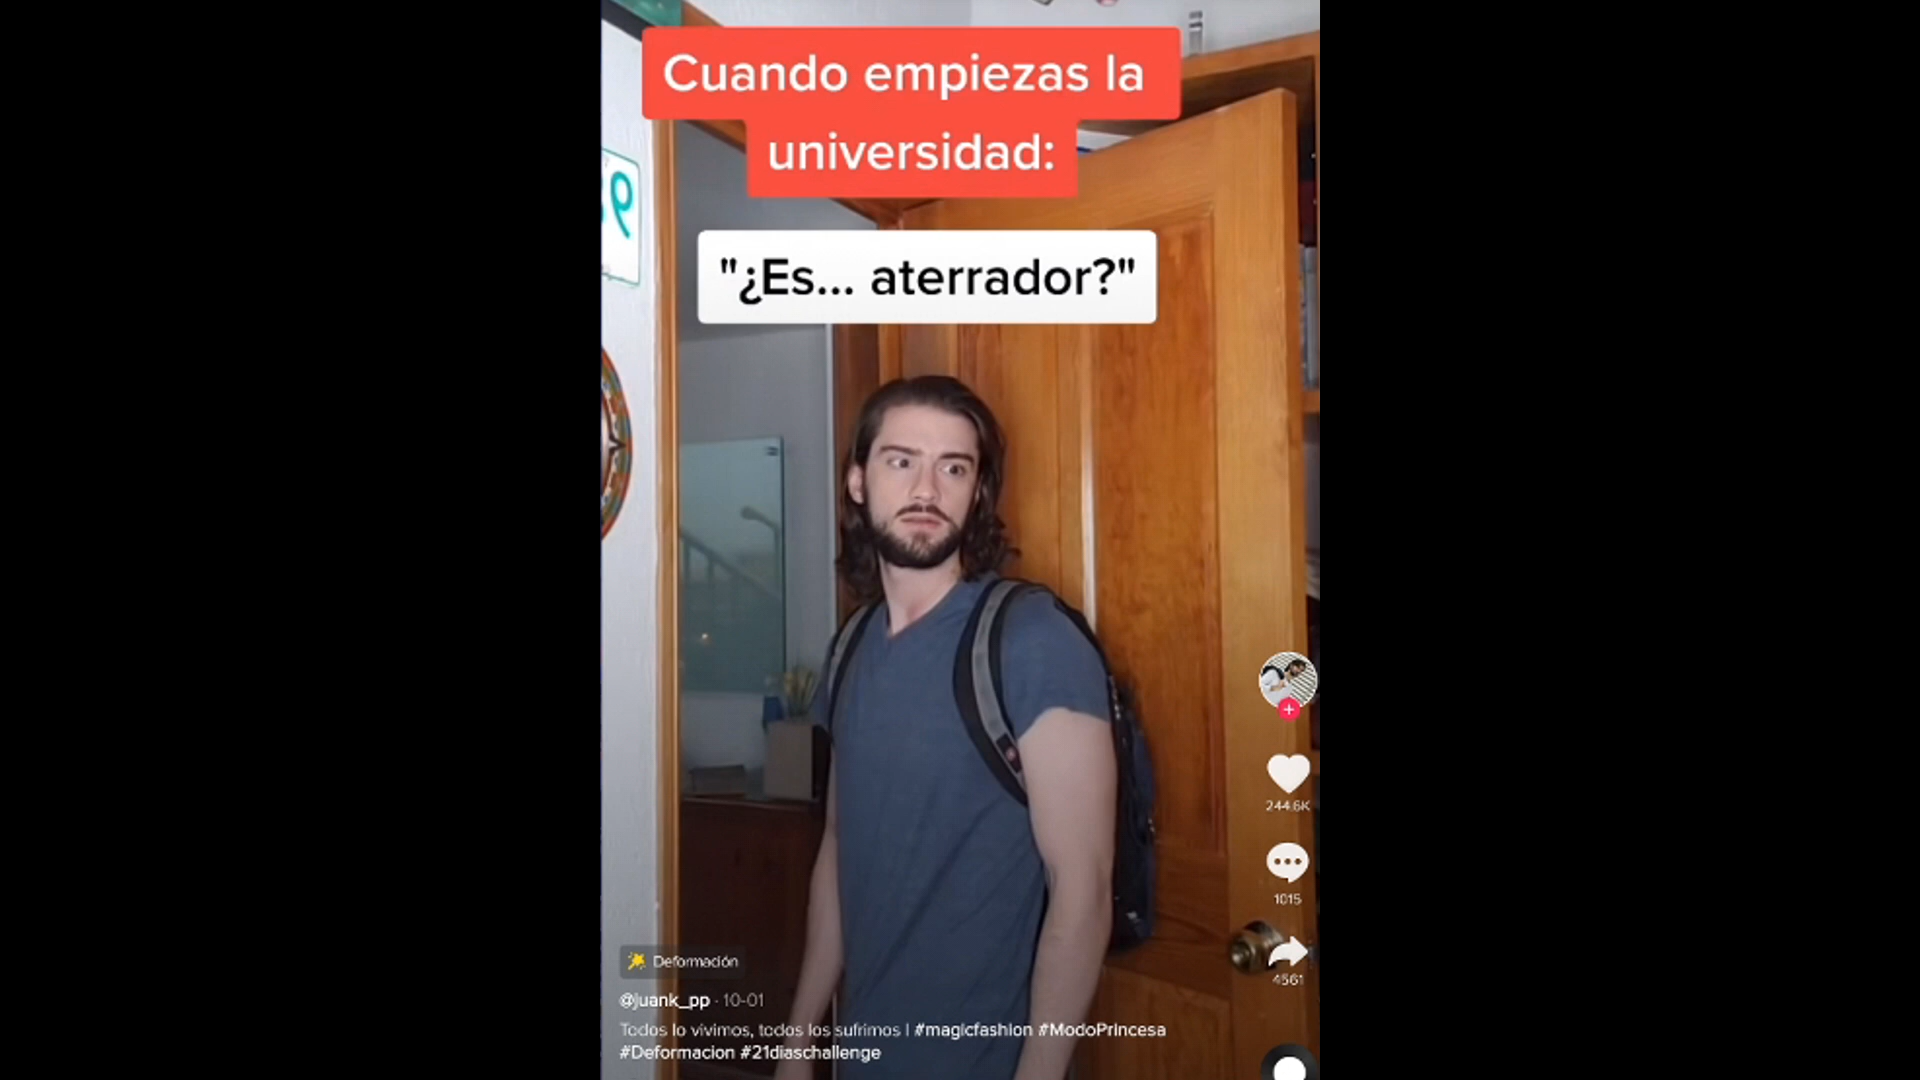 Cuando empiezas la
universidad:
"¿Es... aterrador?"
244.6K
1015
4561
Deformación
@juank_pp · 10-01
Todos lo vivimos, todos los sufrimos | #magicfashion #ModoPrincesa
#Deformacion #21diaschallenge